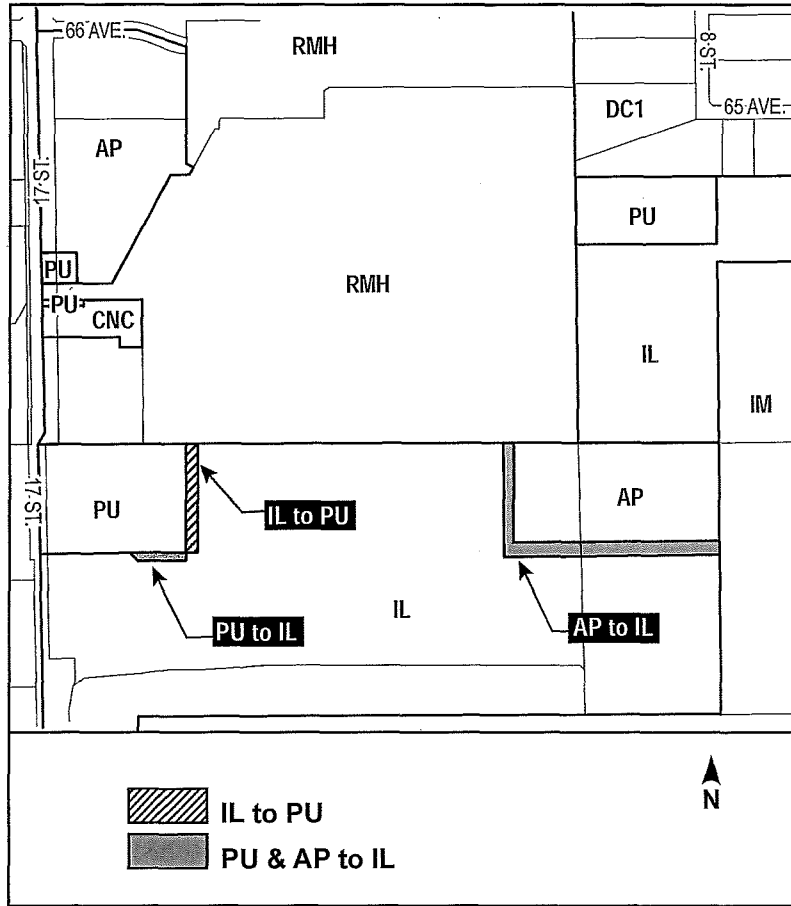 66 AVE.
RMH
8 ST.
DC1
65 AVE.
AP
17 ST.
PU
PU
PU
CNC
RMH
IL
IM
17 ST.
PU
IL to PU
AP
PU to IL
IL
AP to IL
N
IL to PU
PU & AP to IL